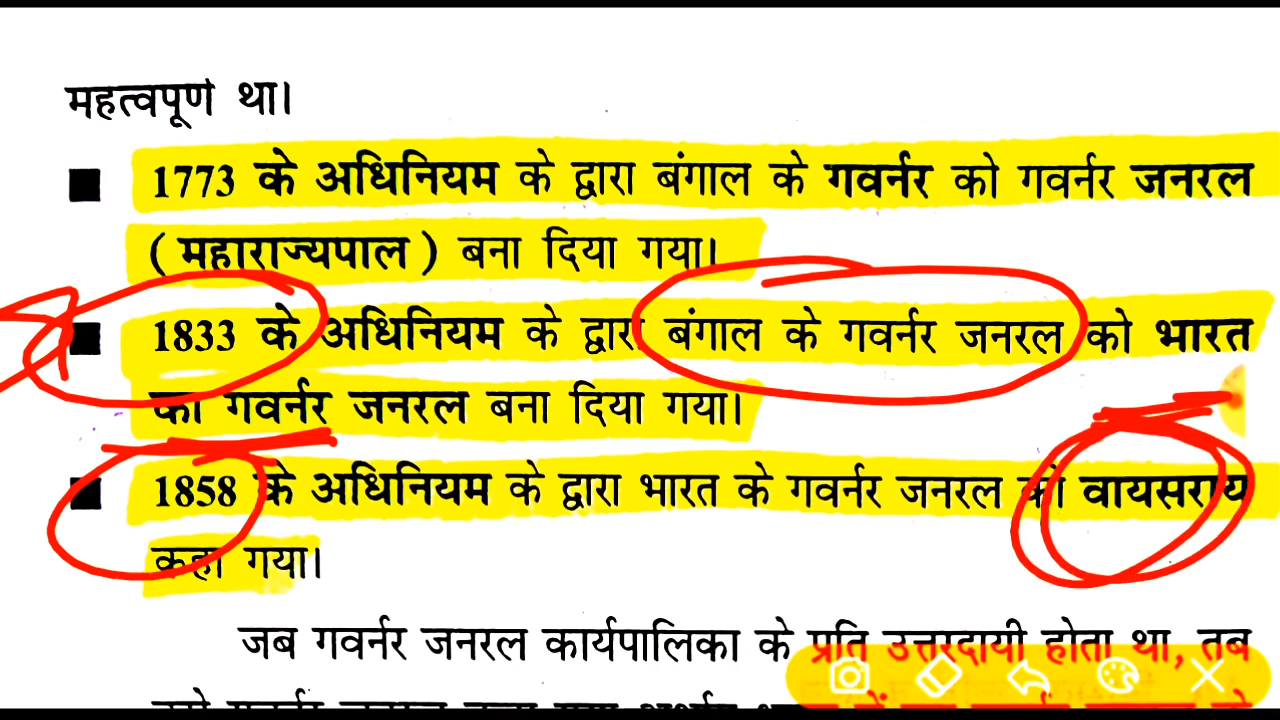 महत्वपूर्ण था।
■ 1773 के अधिनियम के द्वारा बंगाल के गवर्नर को गवर्नर जनरल
(महाराज्यपाल) बना दिया गया।
■ 1833 के अधिनियम के द्वारा बंगाल के गवर्नर जनरल को भारत
का गवर्नर जनरल बना दिया गया।
■ 1858 के अधिनियम के द्वारा भारत के गवर्नर जनरल को वायसराय
कहा गया।
जब गवर्नर जनरल कार्यपालिका के प्रति उत्तरदायी होता था, तब